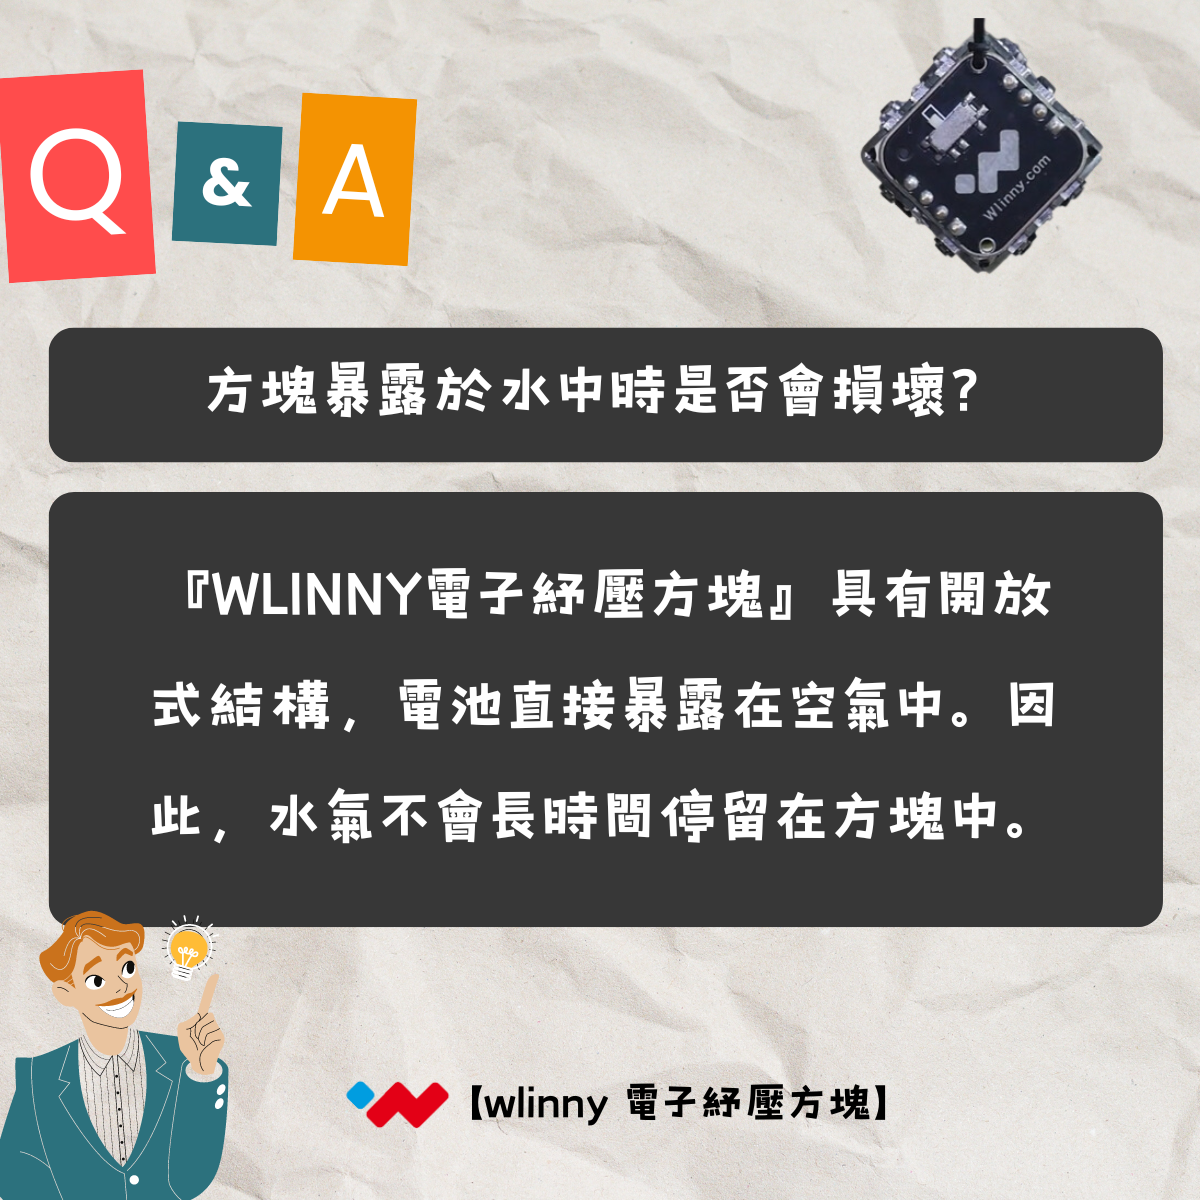 Q & A
Wlinny.com
方塊暴露於水中時是否會損壞?
『WLINNY電子紓壓方塊』具有開放
式結構，電池直接暴露在空氣中。因
此，水氣不會長時間停留在方塊中。
【wlinny 電子紓壓方塊】